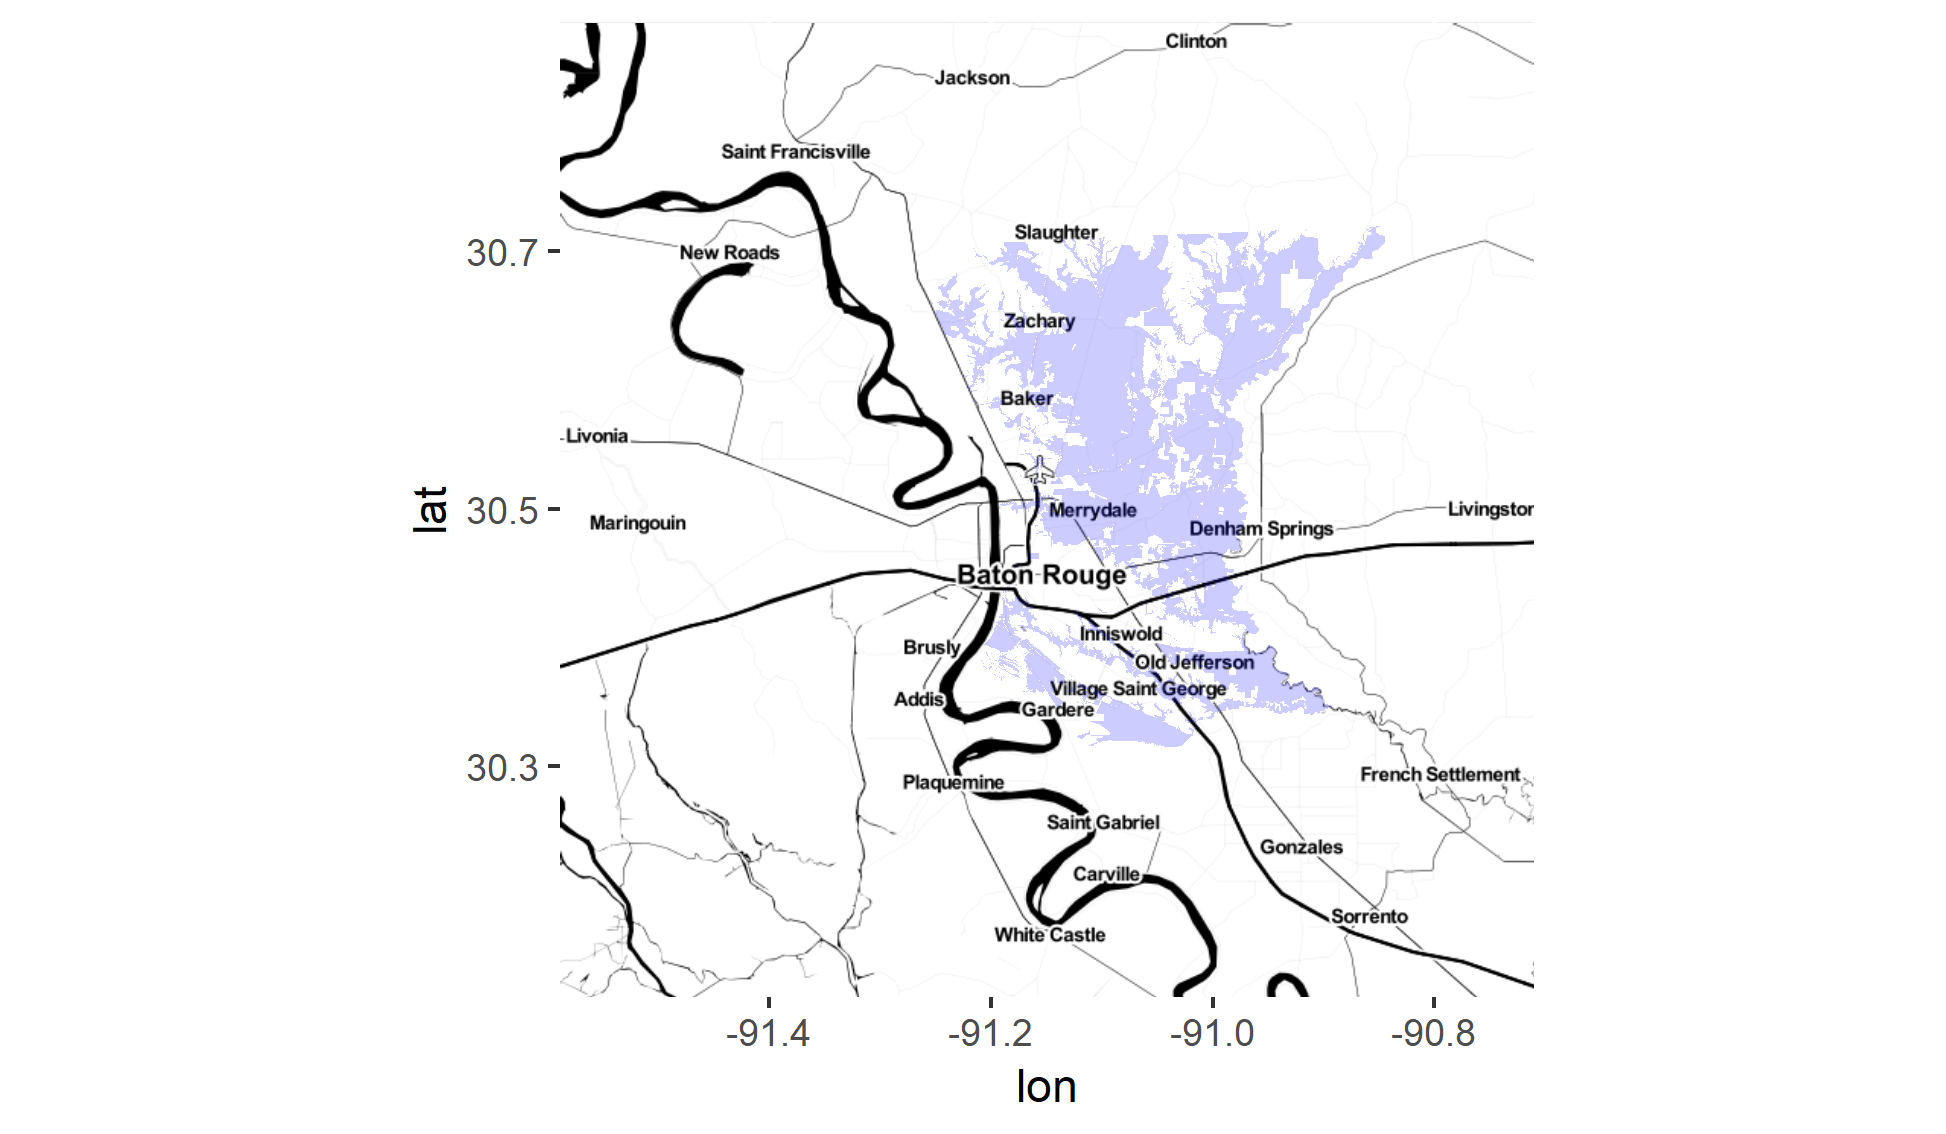 Clinton
Jackson
Saint Francisville
Slaughter
New Roads
30.7
Zachary
Baker
Livonia
lat
30.5
Merrydale
Livingstor
Maringouin
Denham Springs
Baton Rouge
Inniswold
Brusly
Old Jefferson
Village Saint George
Addis
Gardere
30.3
French Settlement
Plaquemine
Saint Gabriel
Gonzales
Carville
Sorrento
White Castle
-91.4 -91.2 -91.0 -90.8
lon